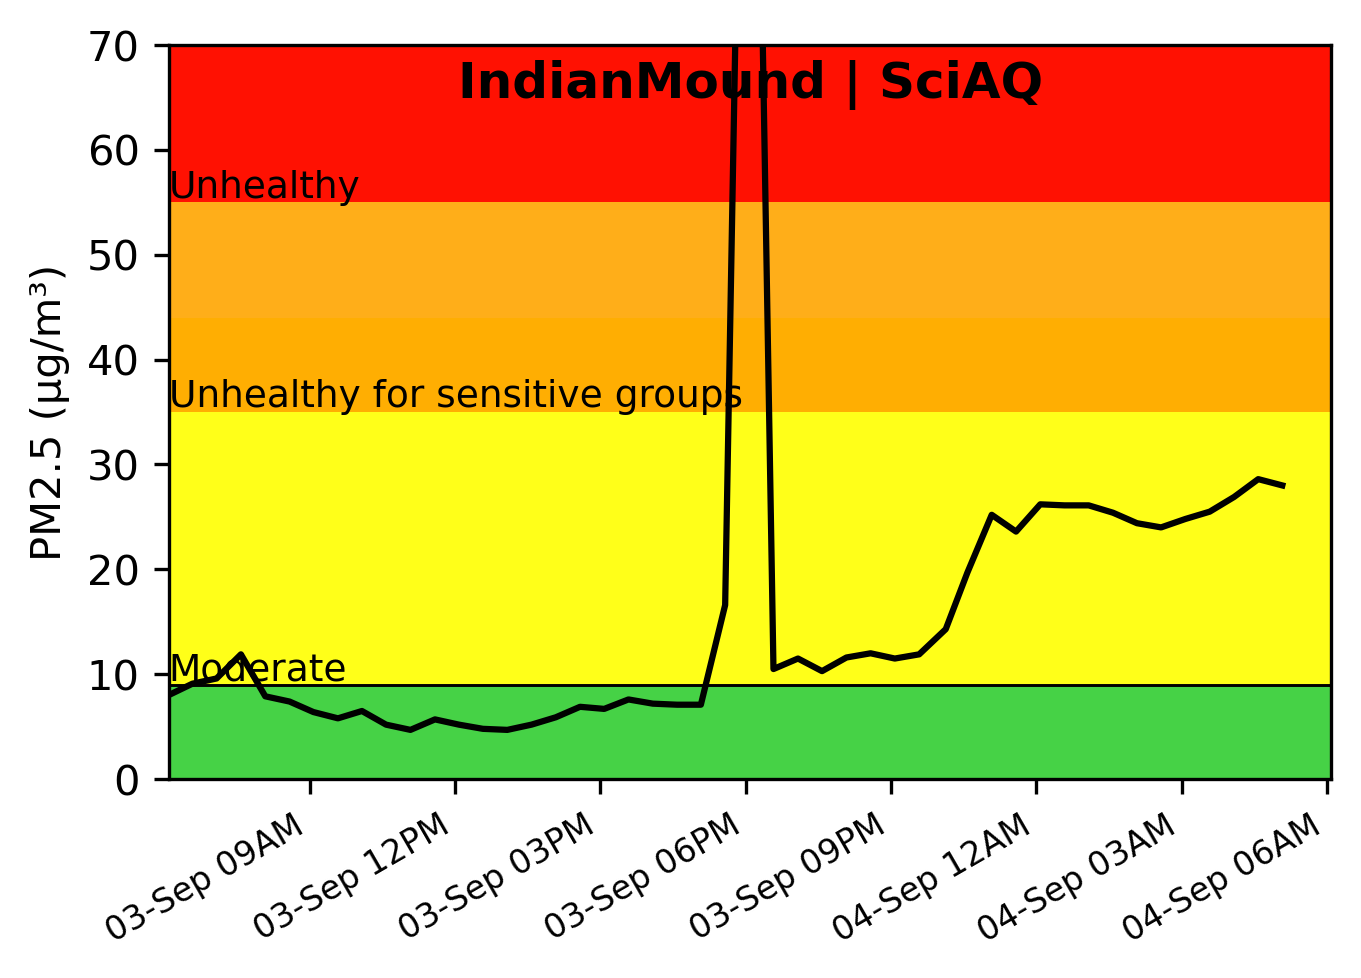 IndianMound | SciAQ
PM2.5 (µg/m³)
70
60
50
40
30
20
10
0
Unhealthy
Unhealthy for sensitive groups
Moderate
03-Sep 09AM
03-Sep 12PM
03-Sep 03PM
03-Sep 06PM
03-Sep 09PM
04-Sep 12AM
04-Sep 03AM
04-Sep 06AM